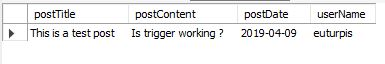 postTitle postContent postDate userName
This is a test post Is trigger working ? 2019-04-09 euturpis